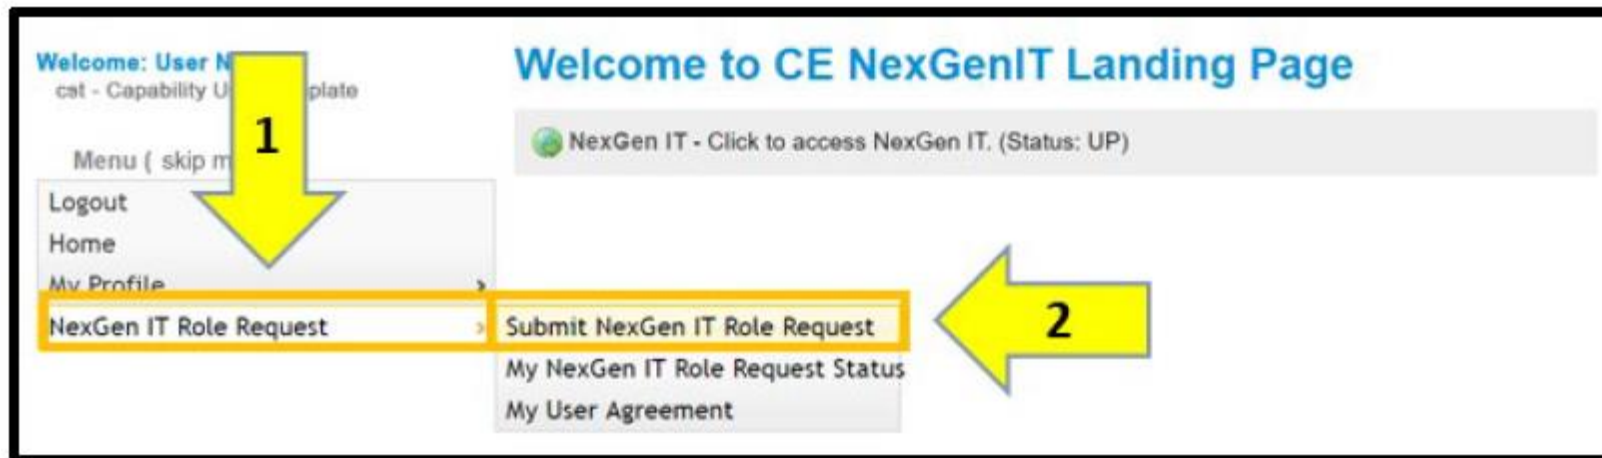 Welcome: User N
cst - Capability U plate
Menu ( skip m
Logout
Home
My Profile
NexGen IT Role Request
Welcome to CE NexGenIT Landing Page
NexGen IT - Click to access NexGen IT. (Status: UP)
Submit NexGen IT Role Request
My NexGen IT Role Request Status
My User Agreement
1
2